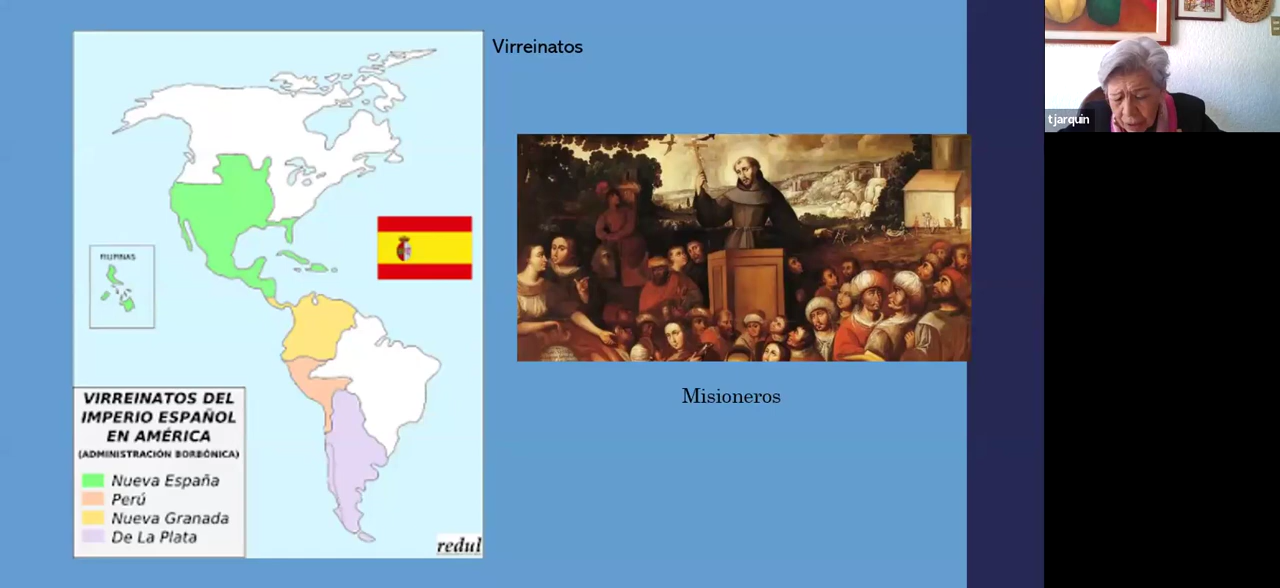 Virreinatos
FILIPINAS
VIRREINATOS DEL
IMPERIO ESPAÑOL
EN AMÉRICA
(ADMINISTRACIÓN BORBÓNICA)
Nueva España
Perú
Nueva Granada
De La Plata
redul
Misioneros
tjarquin